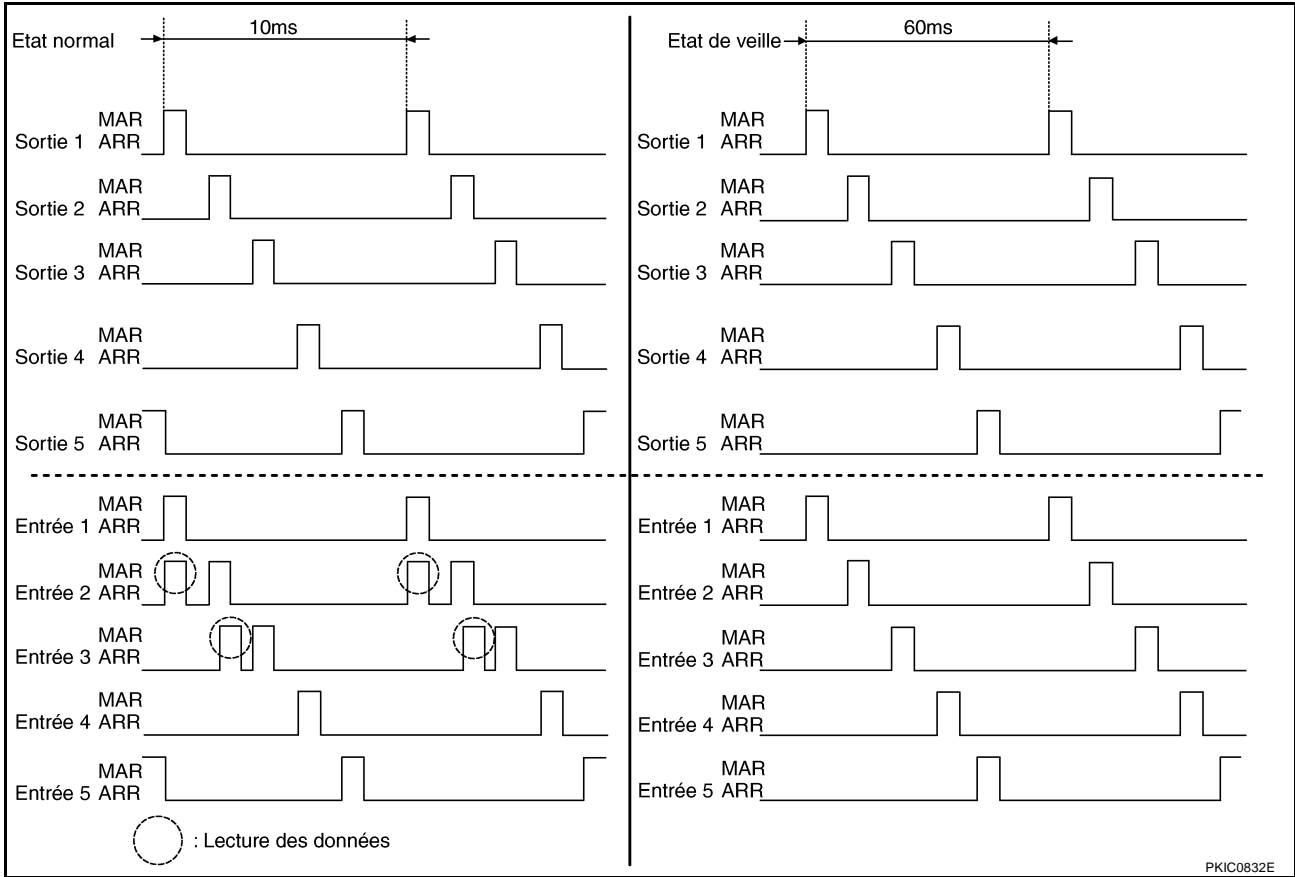 Etat normal
10ms
Sortie 1 MAR ARR
Sortie 2 MAR ARR
Sortie 3 MAR ARR
Sortie 4 MAR ARR
Sortie 5 MAR ARR
Entrée 1 MAR ARR
Entrée 2 MAR ARR
Entrée 3 MAR ARR
Entrée 4 MAR ARR
Entrée 5 MAR ARR
: Lecture des données
Etat de veille
60ms
Sortie 1 MAR ARR
Sortie 2 MAR ARR
Sortie 3 MAR ARR
Sortie 4 MAR ARR
Sortie 5 MAR ARR
Entrée 1 MAR ARR
Entrée 2 MAR ARR
Entrée 3 MAR ARR
Entrée 4 MAR ARR
Entrée 5 MAR ARR
PKIC0832E